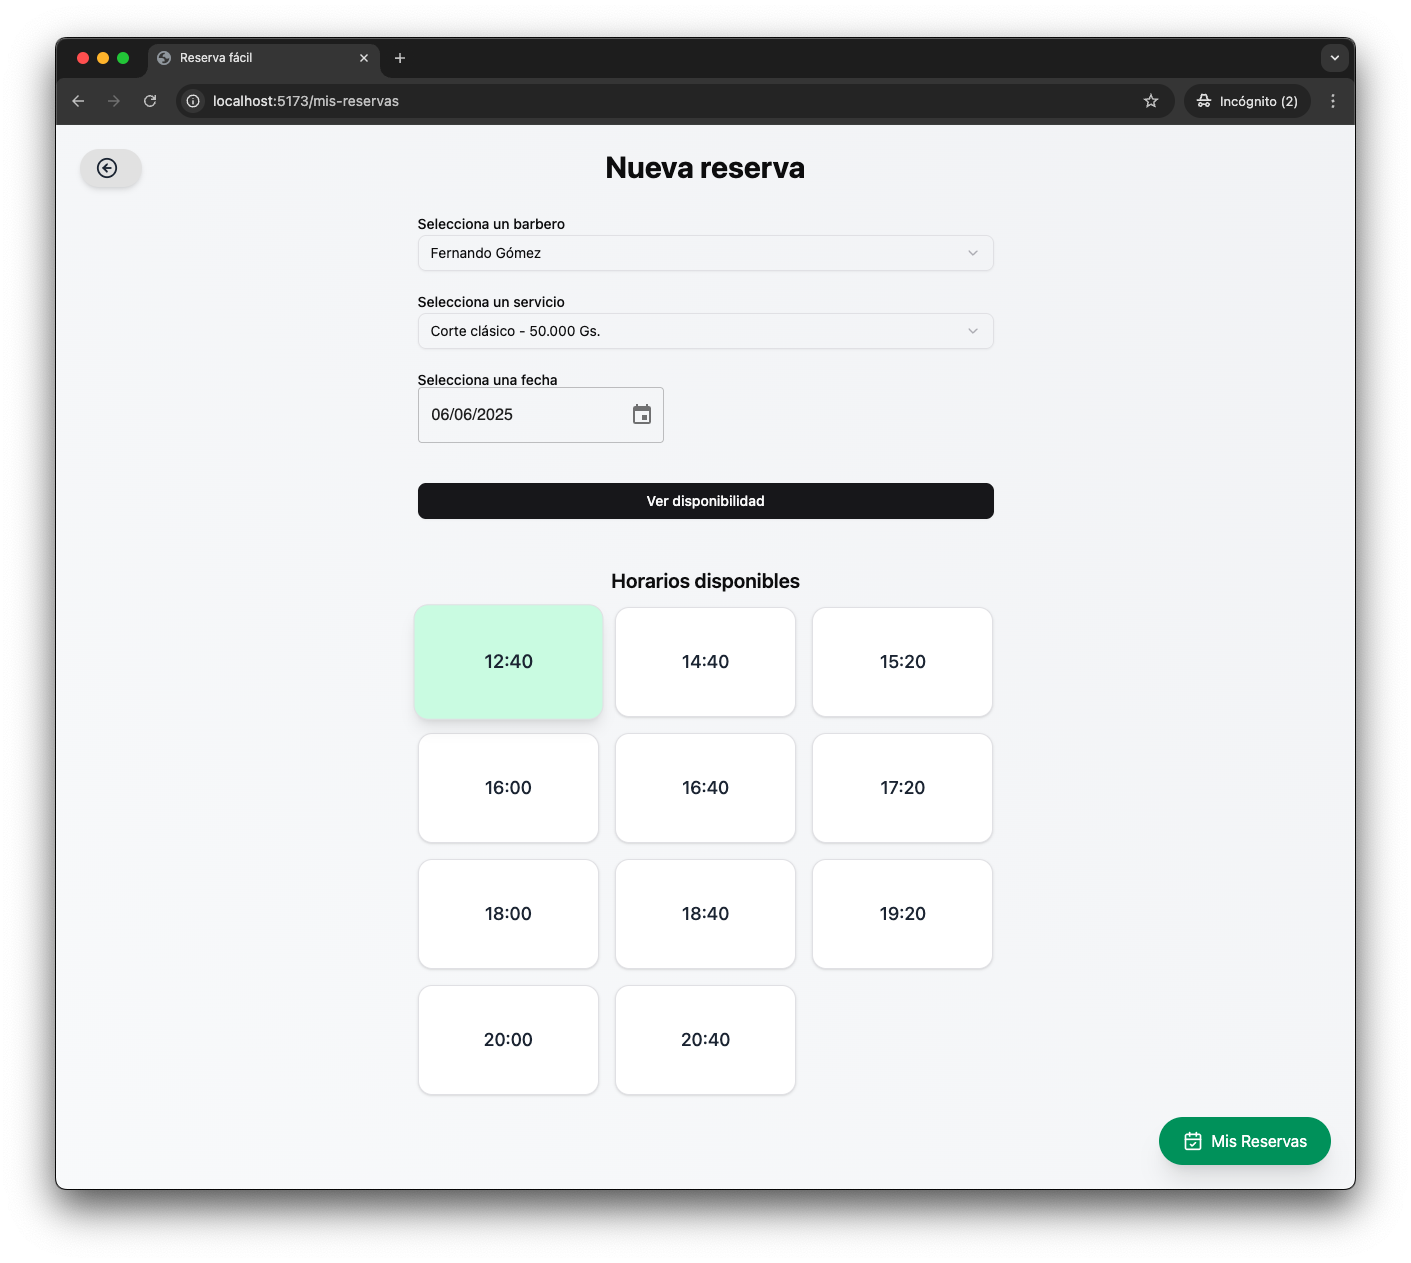 Reserva fácil
localhost:5173/mis-reservas
Incógnito (2)
Nueva reserva
Selecciona un barbero
Fernando Gómez
Selecciona un servicio
Corte clásico - 50.000 Gs.
Selecciona una fecha
06/06/2025
Ver disponibilidad
Horarios disponibles
12:40 14:40 15:20
16:00 16:40 17:20
18:00 18:40 19:20
20:00 20:40
Mis Reservas